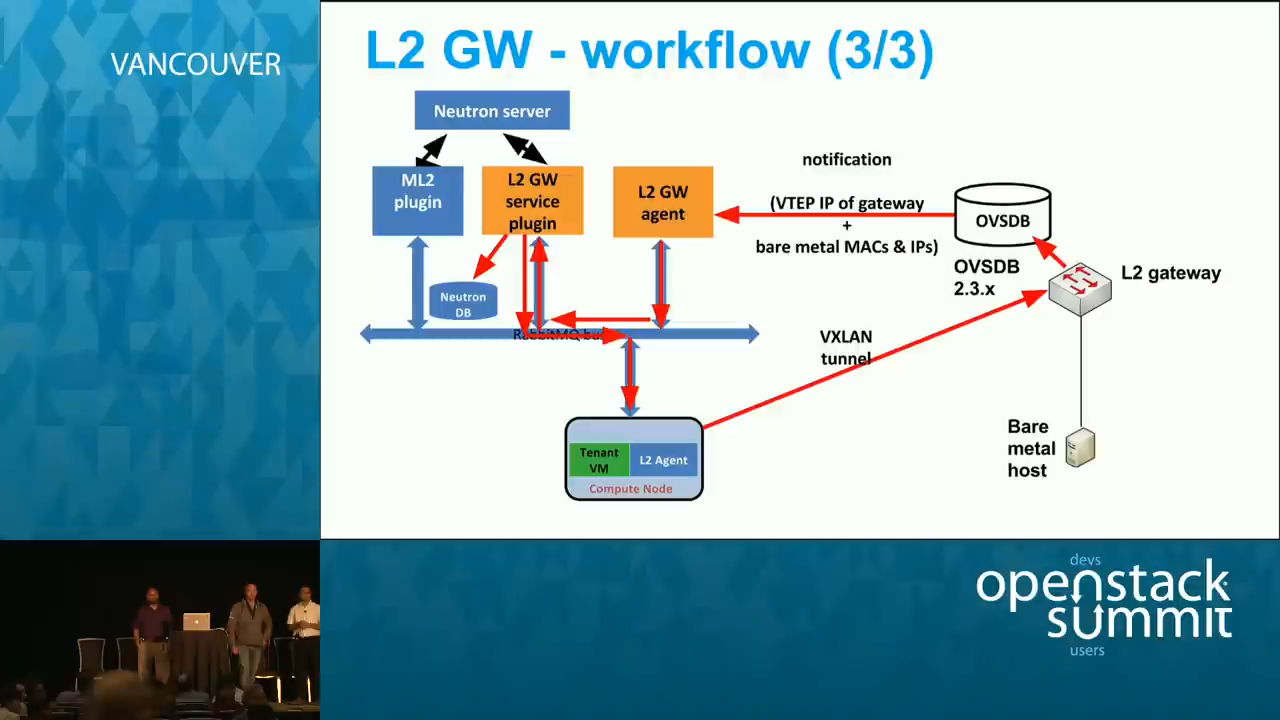 VANCOUVER
L2 GW - workflow (3/3)
Neutron server
ML2
plugin
L2 GW
service
plugin
L2 GW
agent
notification
(VTEP IP of gateway
+
bare metal MACs & IPs)
OVSDB
OVSDB
2.3.x
L2 gateway
Neutron
DB
RabbitMQ bus
VXLAN
tunnel
Bare
metal
host
Tenant
VM
L2 Agent
Compute Node
devs
openstack
summit
users